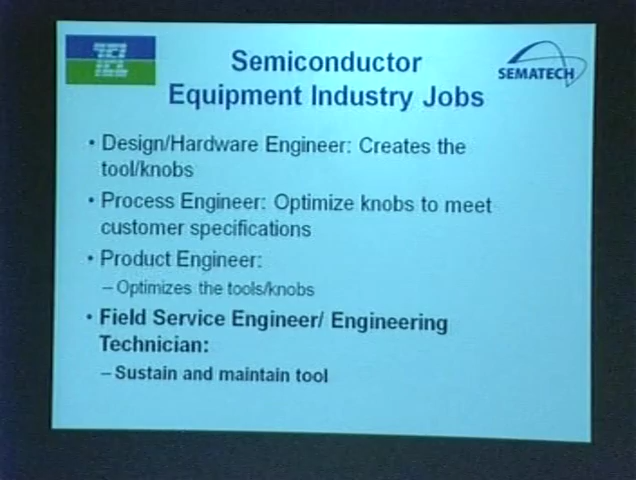 TEL
Semiconductor
Equipment Industry Jobs
SEMATECH
• Design/Hardware Engineer: Creates the
tool/knobs
• Process Engineer: Optimize knobs to meet
customer specifications
• Product Engineer:
– Optimizes the tools/knobs
• Field Service Engineer/ Engineering
Technician:
– Sustain and maintain tool